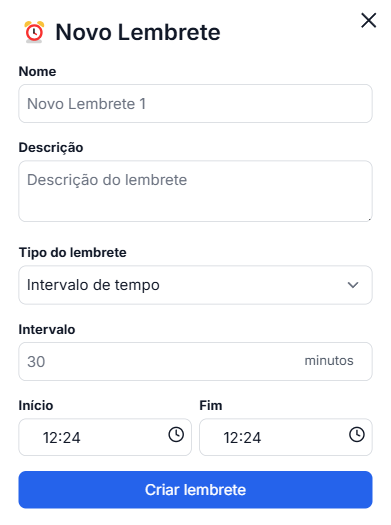 Novo Lembrete
Nome
Novo Lembrete 1
Descrição
Descrição do lembrete
Tipo do lembrete
Intervalo de tempo
Intervalo
30 minutos
Início Fim
12:24 12:24
Criar lembrete